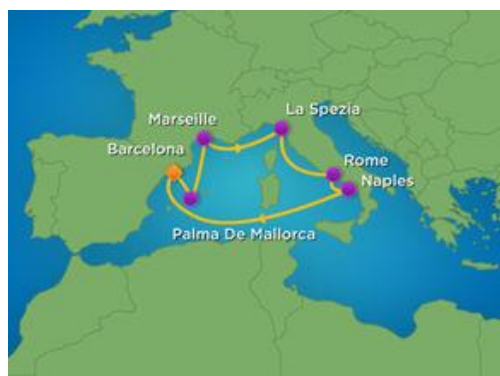 La Spezia
Marseille
Barcelona
Rome
Naples
Palma De Mallorca